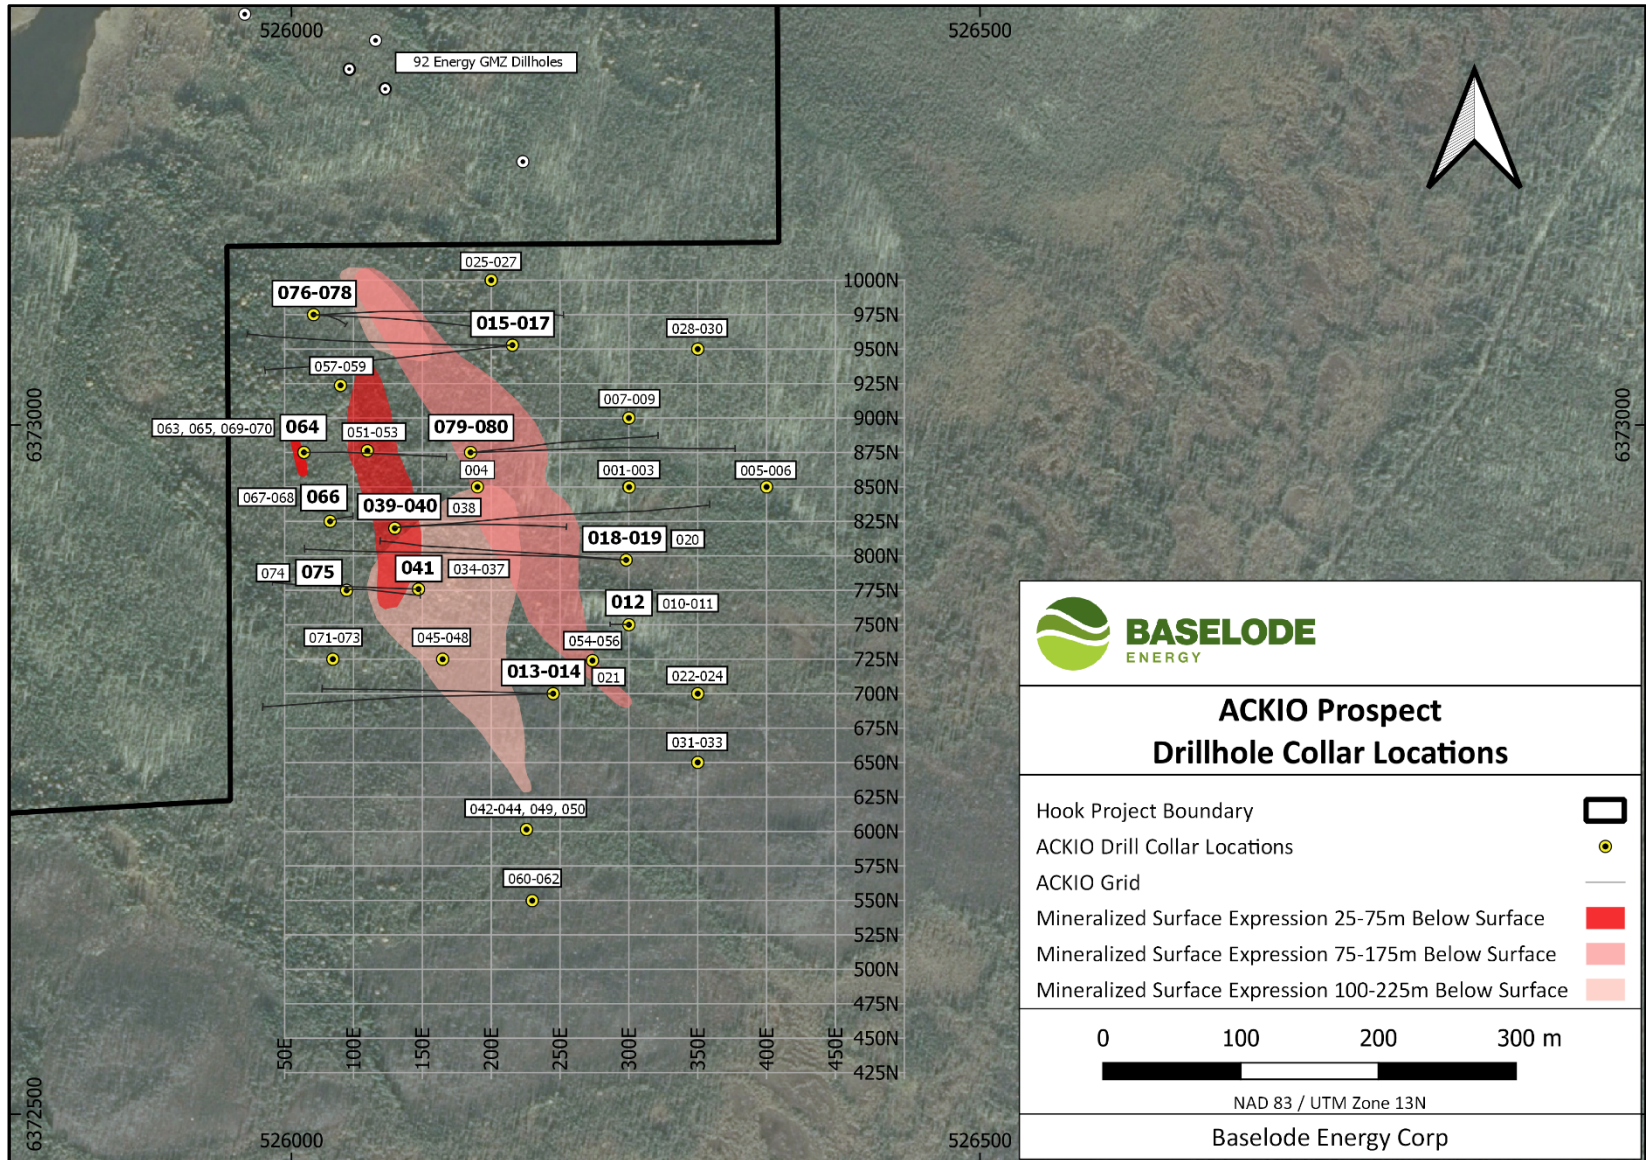 526000
526500
92 Energy GMZ Dillholes
025-027
1000N
076-078
975N
015-017
028-030
950N
057-059
925N
007-009
6373000
6373000
900N
063, 065, 069-070
064
051-053
079-080
875N
004
001-003
005-006
850N
067-068
066
039-040
038
825N
018-019
020
800N
074
075
041
034-037
775N
012
010-011
750N
071-073
045-048
054-056
725N
013-014
021
022-024
700N
675N
031-033
650N
625N
042-044, 049, 050
600N
575N
060-062
550N
525N
500N
475N
450N
425N
50E
100E
150E
200E
250E
300E
350E
400E
450E
6372500
526000
526500
BASELODE
ENERGY
ACKIO Prospect
Drillhole Collar Locations
Hook Project Boundary
ACKIO Drill Collar Locations
ACKIO Grid
Mineralized Surface Expression 25-75m Below Surface
Mineralized Surface Expression 75-175m Below Surface
Mineralized Surface Expression 100-225m Below Surface
0 100 200 300 m
NAD 83 / UTM Zone 13N
Baselode Energy Corp